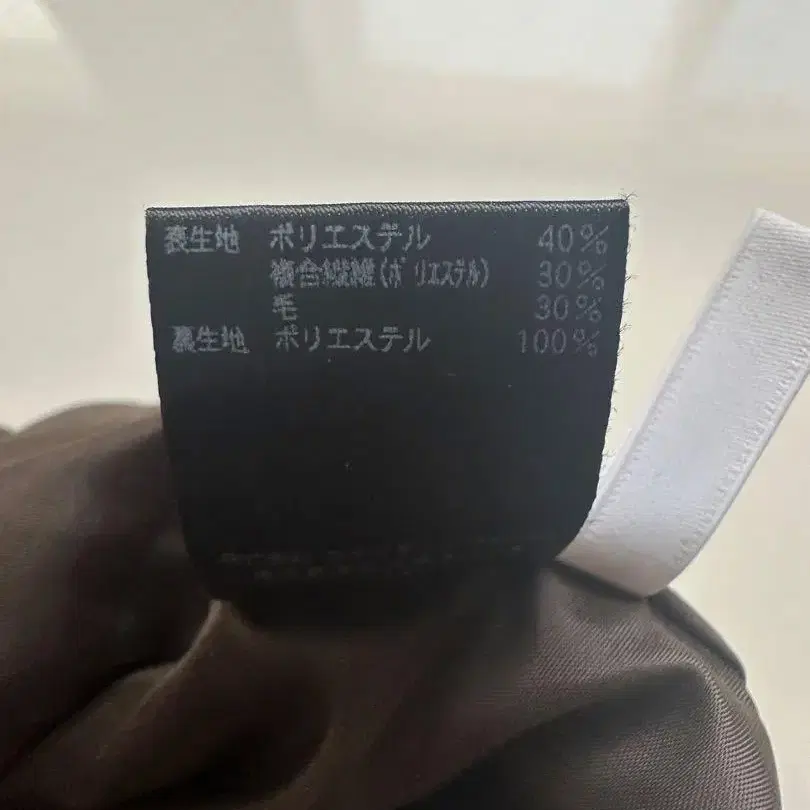 表生地 ポリエステル 40%
複合繊維(ポリエステル) 30%
毛 30%
裏生地 ポリエステル 100%